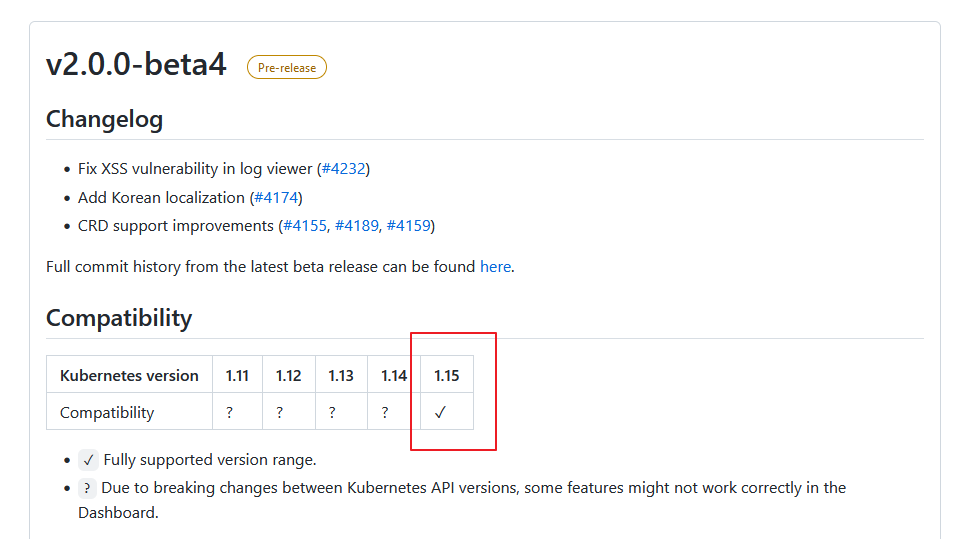 v2.0.0-beta4 Pre-release
Changelog
• Fix XSS vulnerability in log viewer (#4232)
• Add Korean localization (#4174)
• CRD support improvements (#4155, #4189, #4159)
Full commit history from the latest beta release can be found here.
Compatibility
Kubernetes version 1.11 1.12 1.13 1.14 1.15
Compatibility ? ? ? ? ✓
• ✓ Fully supported version range.
• ? Due to breaking changes between Kubernetes API versions, some features might not work correctly in the
Dashboard.